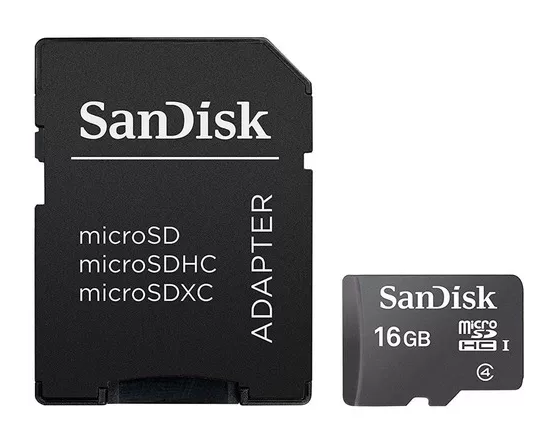 SanDisk
microSD
microSDHC
microSDXC
ADAPTER
SanDisk
16GB
micro
SD
HC I
4